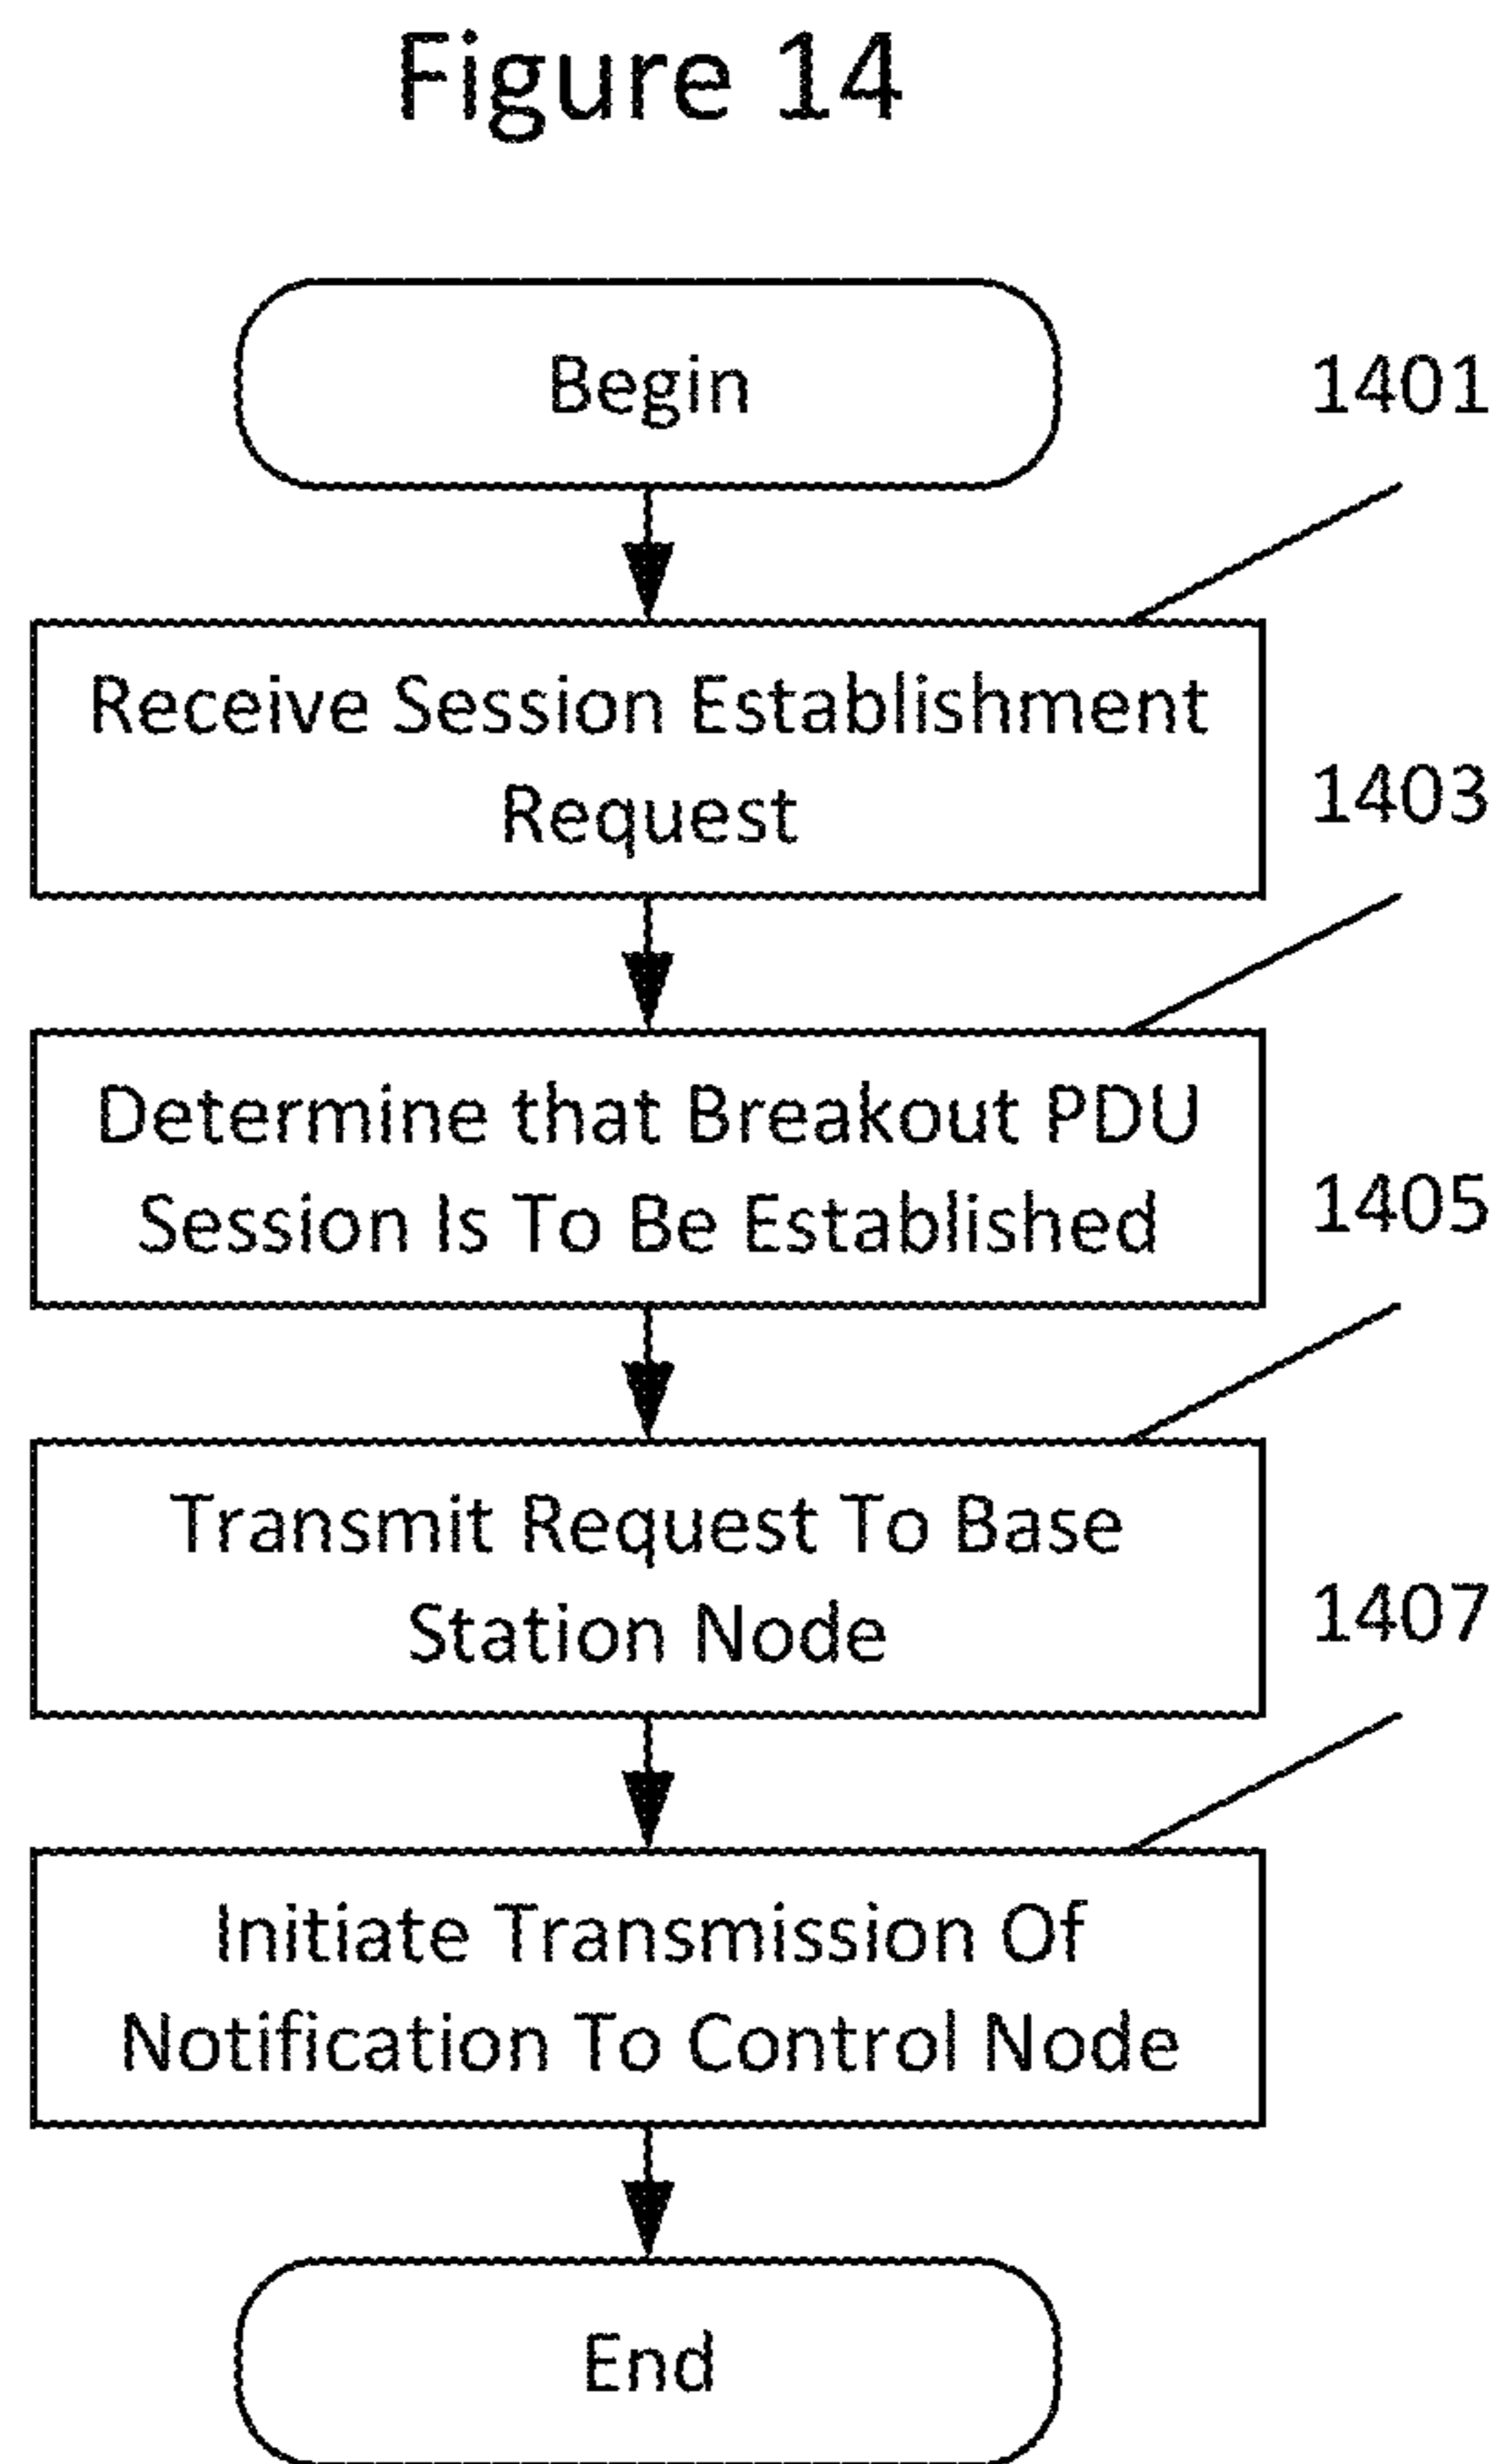 Figure 14
Begin
1401
Receive Session Establishment
Request
1403
Determine that Breakout PDU
Session Is To Be Established
1405
Transmit Request To Base
Station Node
1407
Initiate Transmission Of
Notification To Control Node
End